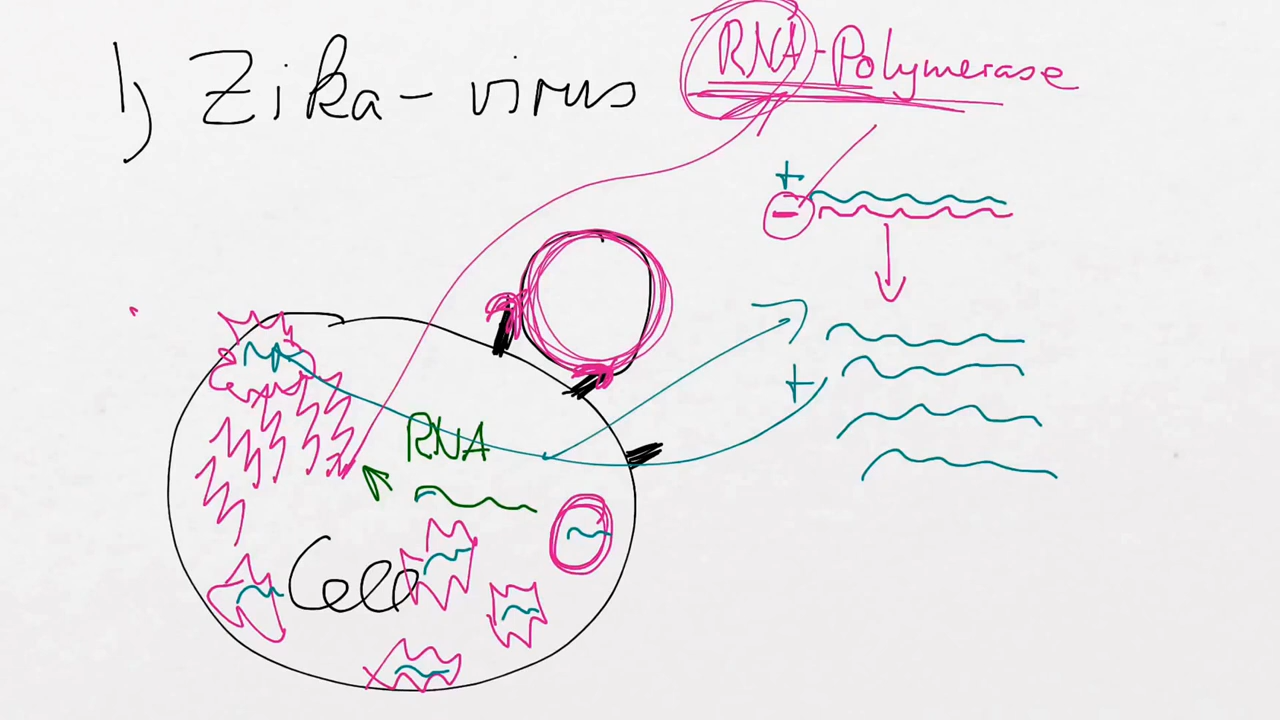 1) Zika-virus
RNA-Polymerase
+
-
+
RNA
Cell